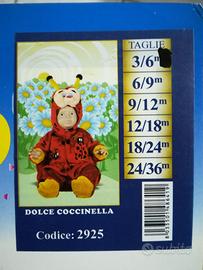 TAGLIE
3/6m
6/9m
9/12m
12/18m
18/24m
24/36m
DOLCE COCCINELLA
Codice: 2925
subito